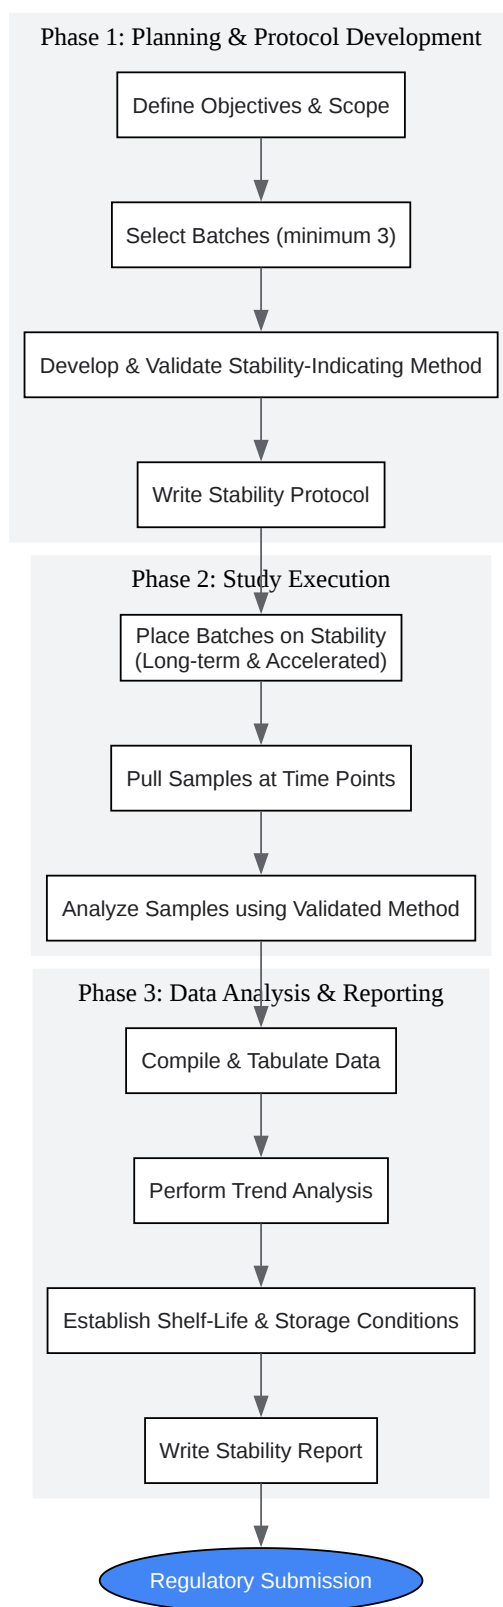 Phase 1: Planning & Protocol Development
Define Objectives & Scope
Select Batches (minimum 3)
Develop & Validate Stability-Indicating Method
Write Stability Protocol
Phase 2: Study Execution
Place Batches on Stability
(Long-term & Accelerated)
Pull Samples at Time Points
Analyze Samples using Validated Method
Phase 3: Data Analysis & Reporting
Compile & Tabulate Data
Perform Trend Analysis
Establish Shelf-Life & Storage Conditions
Write Stability Report
Regulatory Submission